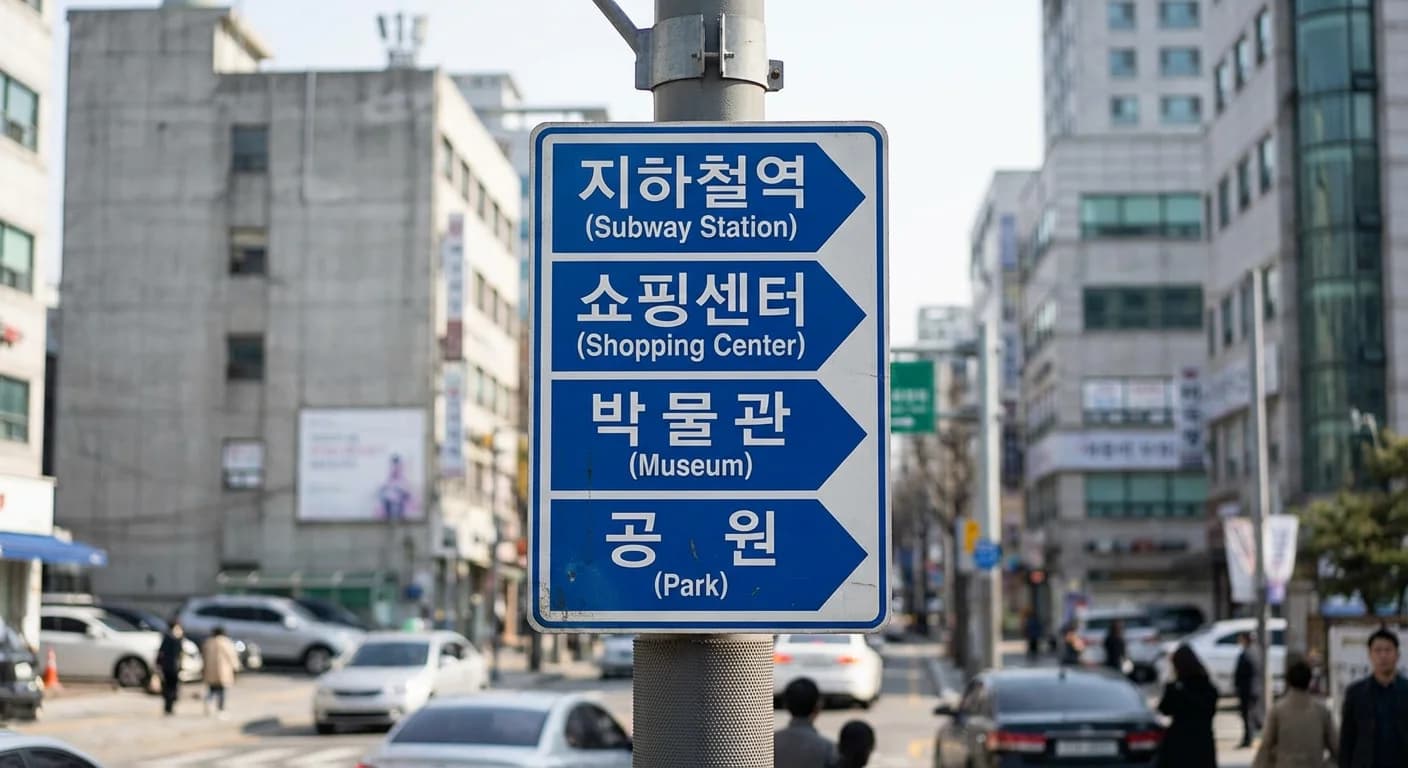 지하철역
(Subway Station)
쇼핑센터
(Shopping Center)
박물관
(Museum)
공 원
(Park)